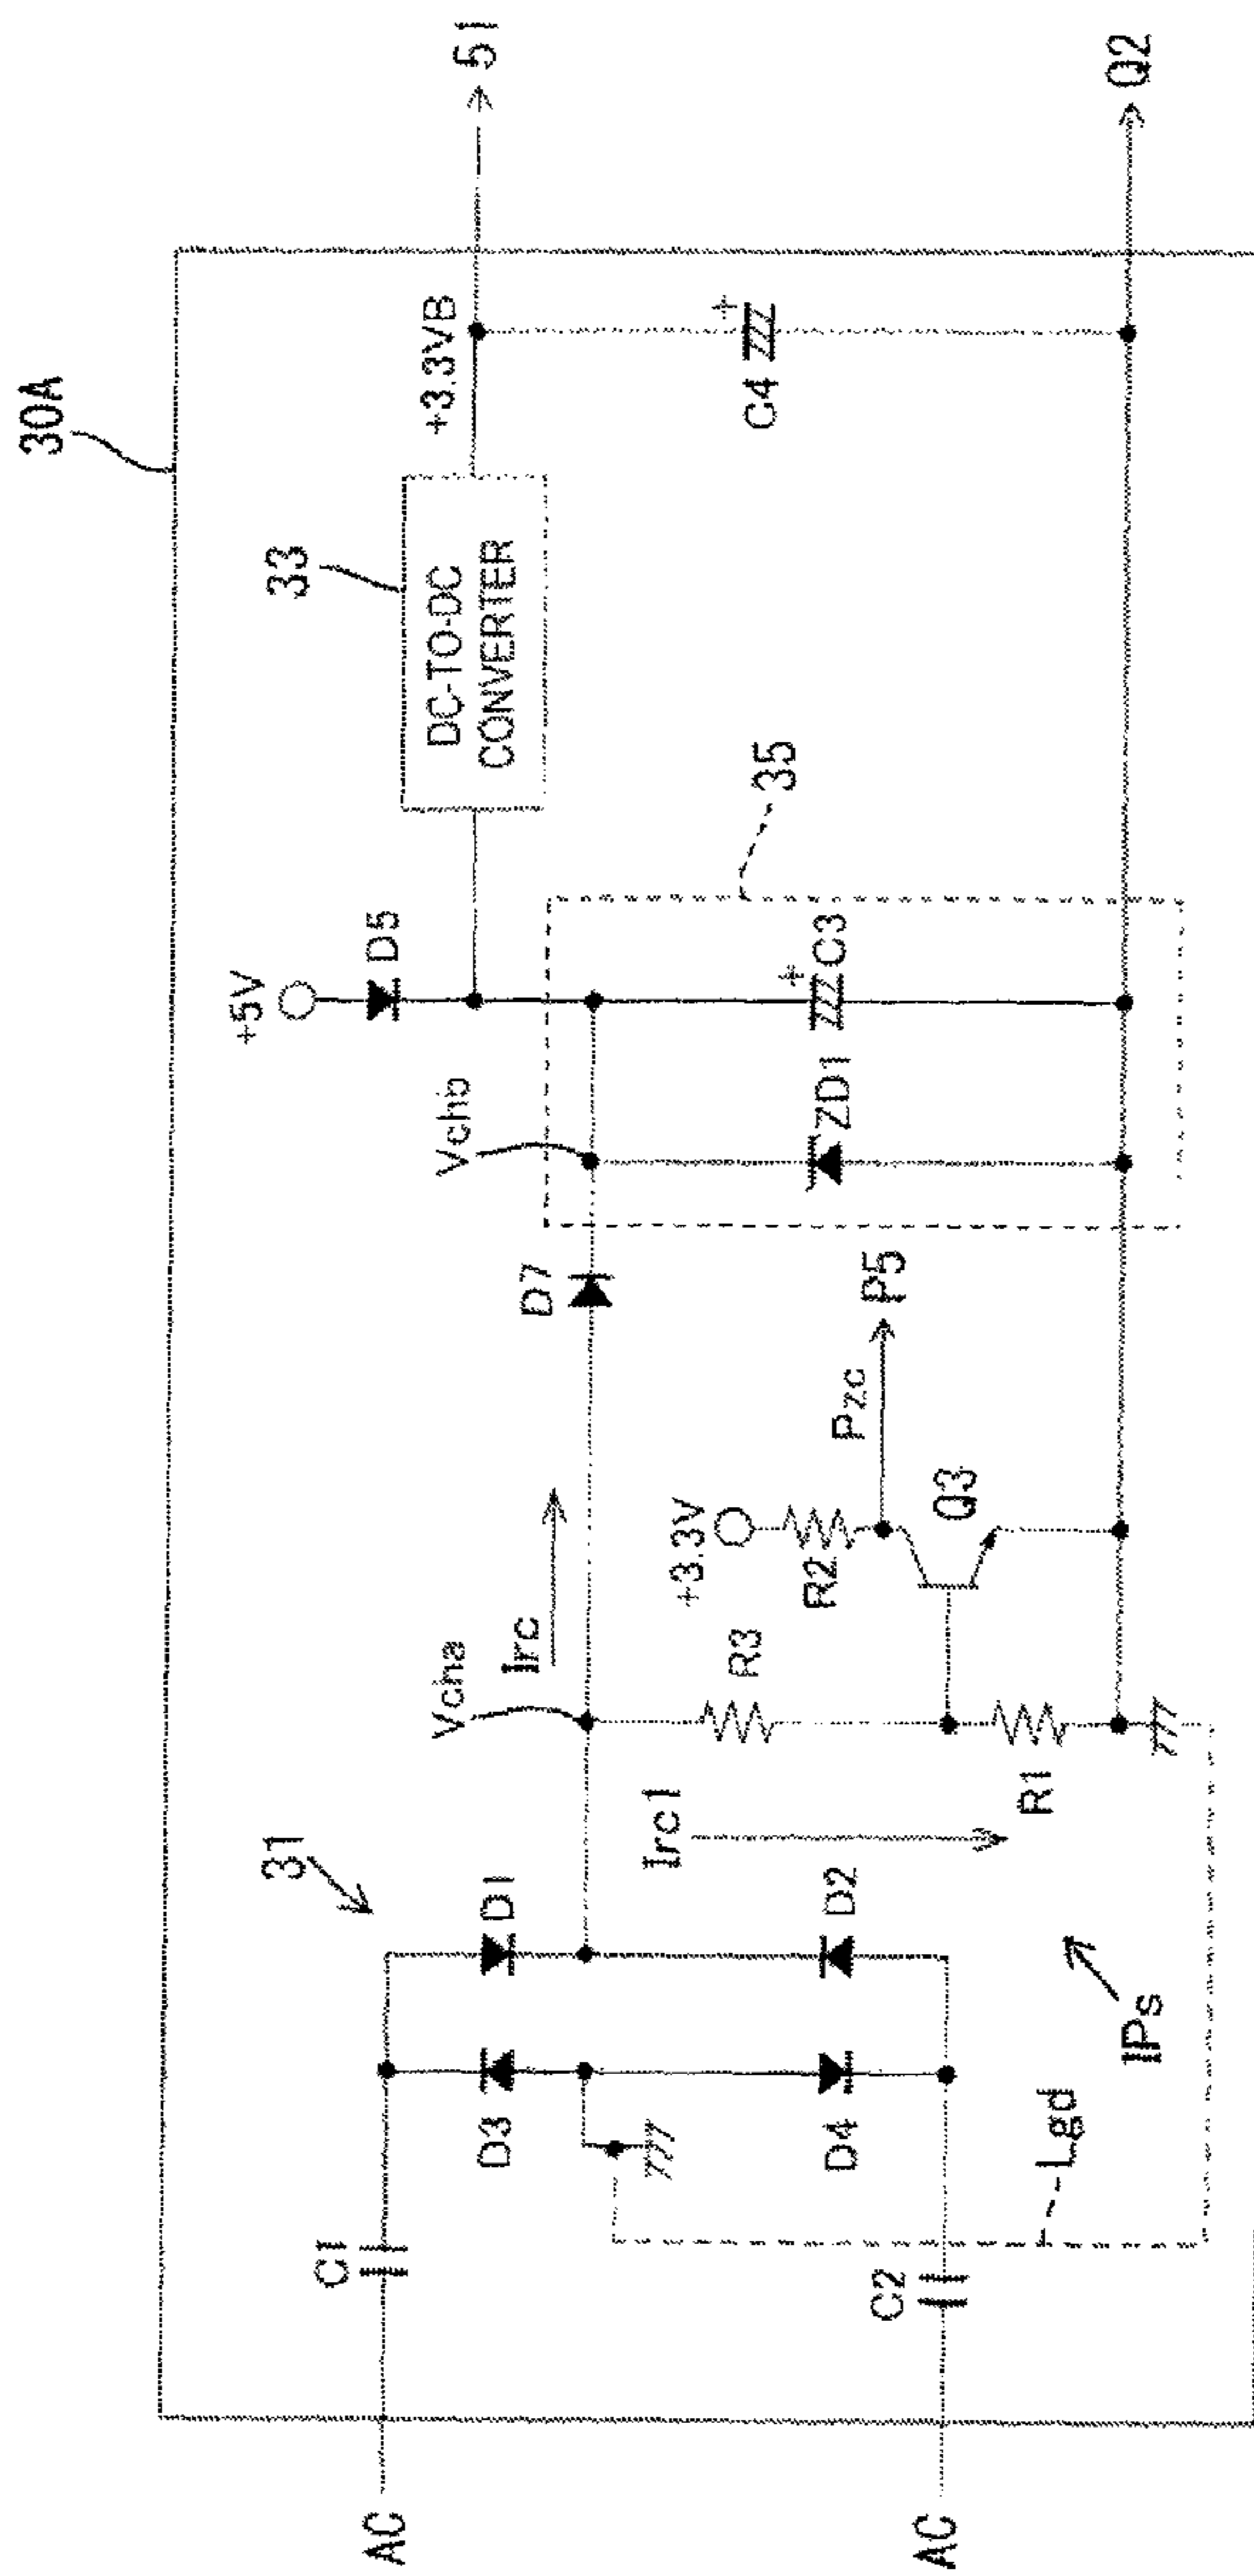 30A
AC
AC
C1
C2
31
D3
D1
D4
D2
Lgd
IPs
Irc1
Vcha
Irc
R3
R1
+3.3V
R2
Q3
Pzc
P5
D7
Vchb
35
ZD1
C3
+
+5V
D5
33
DC-TO-DC
CONVERTER
+3.3VB
C4
+
51
Q2